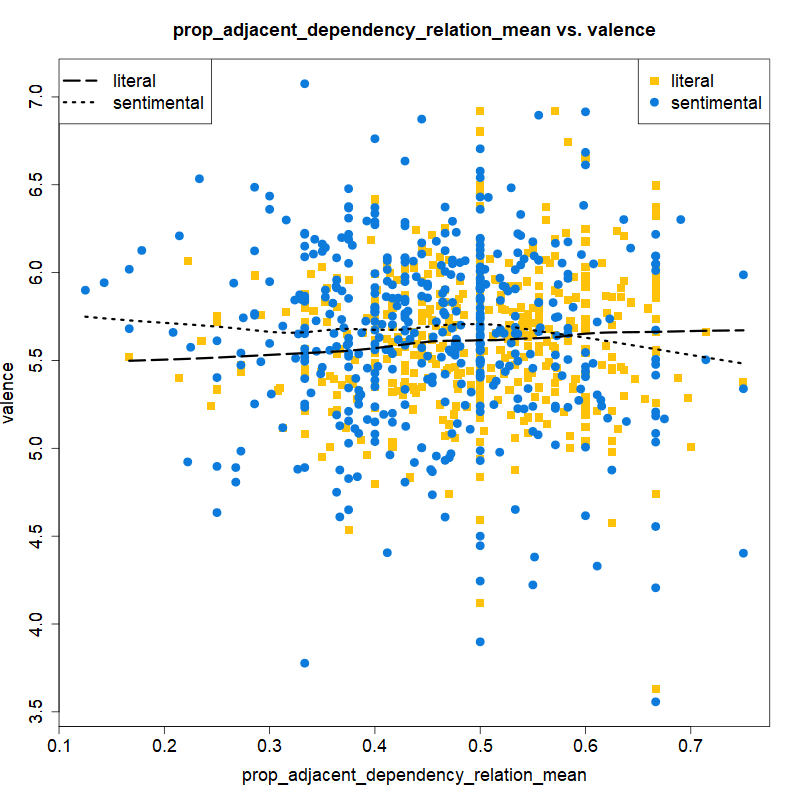 prop_adjacent_dependency_relation_mean vs. valence
literal
sentimental
literal
sentimental
7.0
6.5
6.0
5.5
5.0
4.5
4.0
3.5
valence
0.1 0.2 0.3 0.4 0.5 0.6 0.7
prop_adjacent_dependency_relation_mean